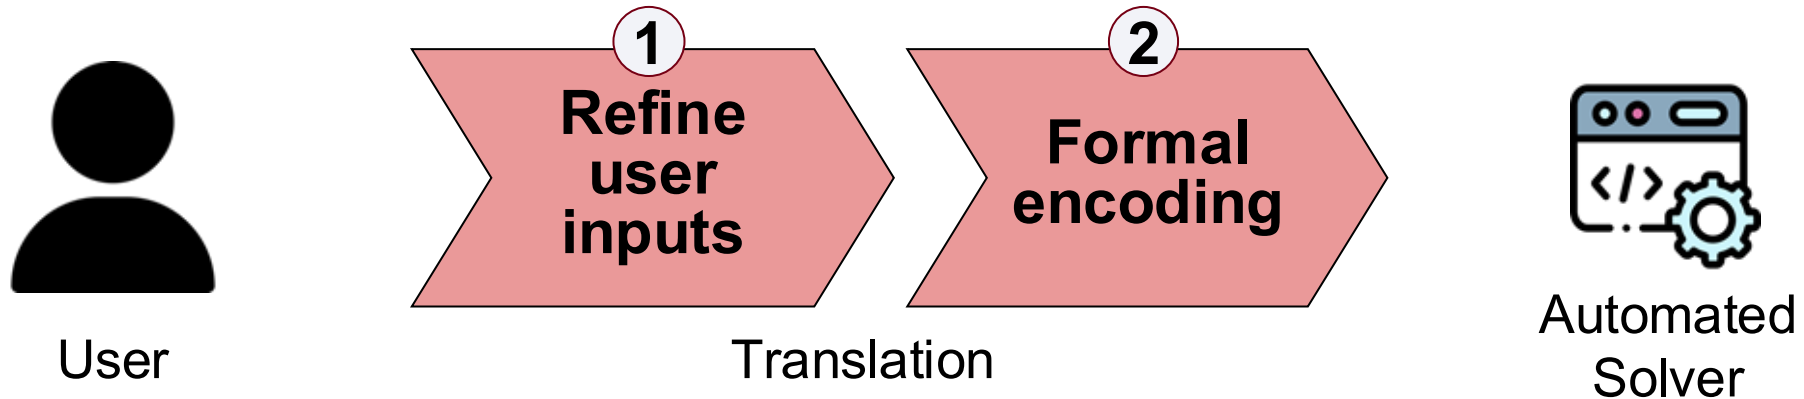 1
Refine
user
inputs
2
Formal
encoding
</>
User
Translation
Automated
Solver